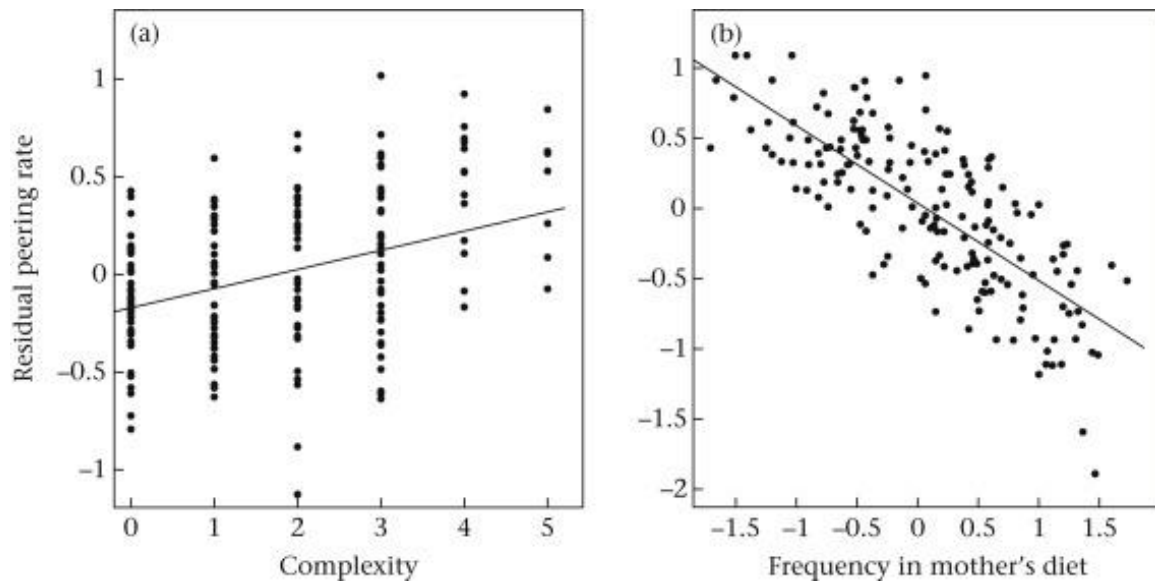 (a)
(b)
Residual peering rate
1
0.5
0
−0.5
−1
0 1 2 3 4 5
Complexity
1
0.5
0
−0.5
−1
−1.5
−2
−1.5 −1 −0.5 0 0.5 1 1.5
Frequency in mother's diet